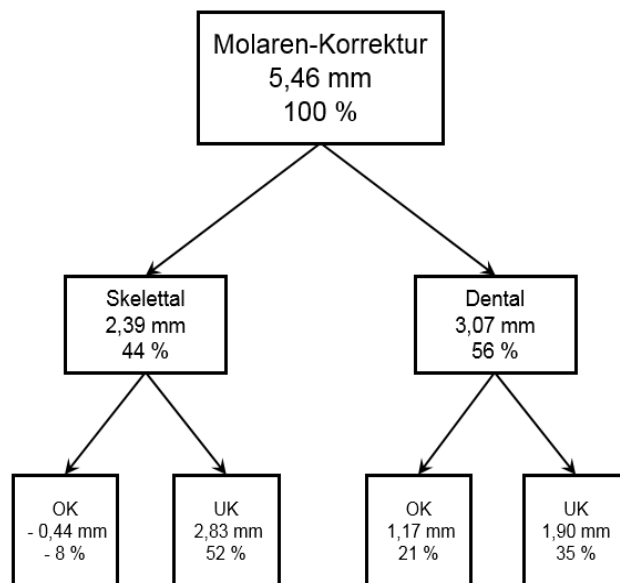 Molaren-Korrektur
5,46 mm
100 %
Skelettal
2,39 mm
44 %
Dental
3,07 mm
56 %
OK
- 0,44 mm
- 8 %
UK
2,83 mm
52 %
OK
1,17 mm
21 %
UK
1,90 mm
35 %